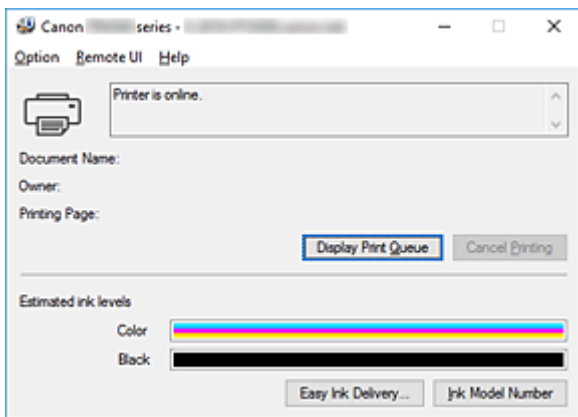 Canon series -
Option Remote UI Help
Printer is online.
Document Name:
Owner:
Printing Page:
Display Print Queue Cancel Printing
Estimated ink levels
Color
Black
Easy Ink Delivery... Ink Model Number